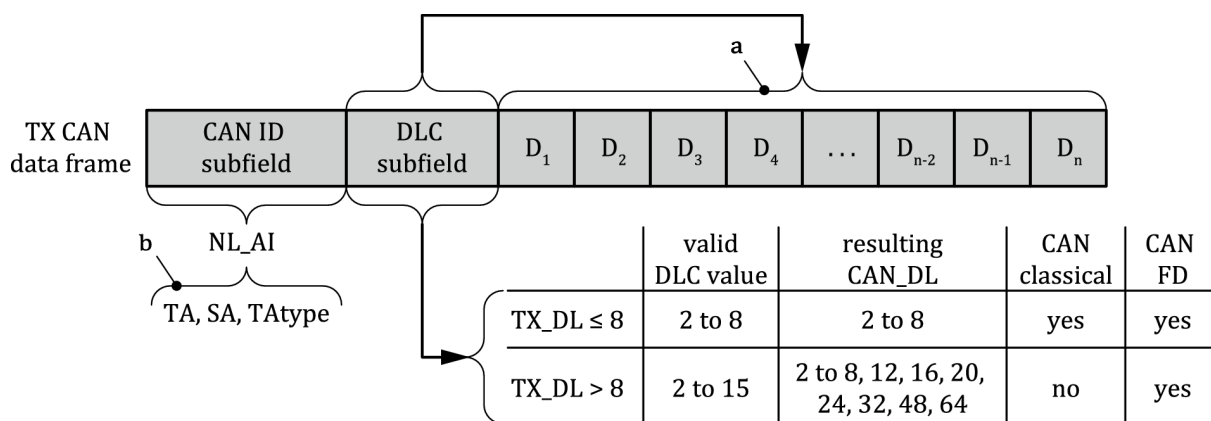 a
TX CAN
data frame
CAN ID
subfield
DLC
subfield
D1 D2 D3 D4 ... Dn-2 Dn-1 Dn
b
NL_AI
TA, SA, TAtype
valid
DLC value
resulting
CAN_DL
CAN
classical
CAN
FD
TX_DL ≤ 8 2 to 8 2 to 8 yes yes
TX_DL > 8 2 to 15 2 to 8, 12, 16, 20,
24, 32, 48, 64 no yes